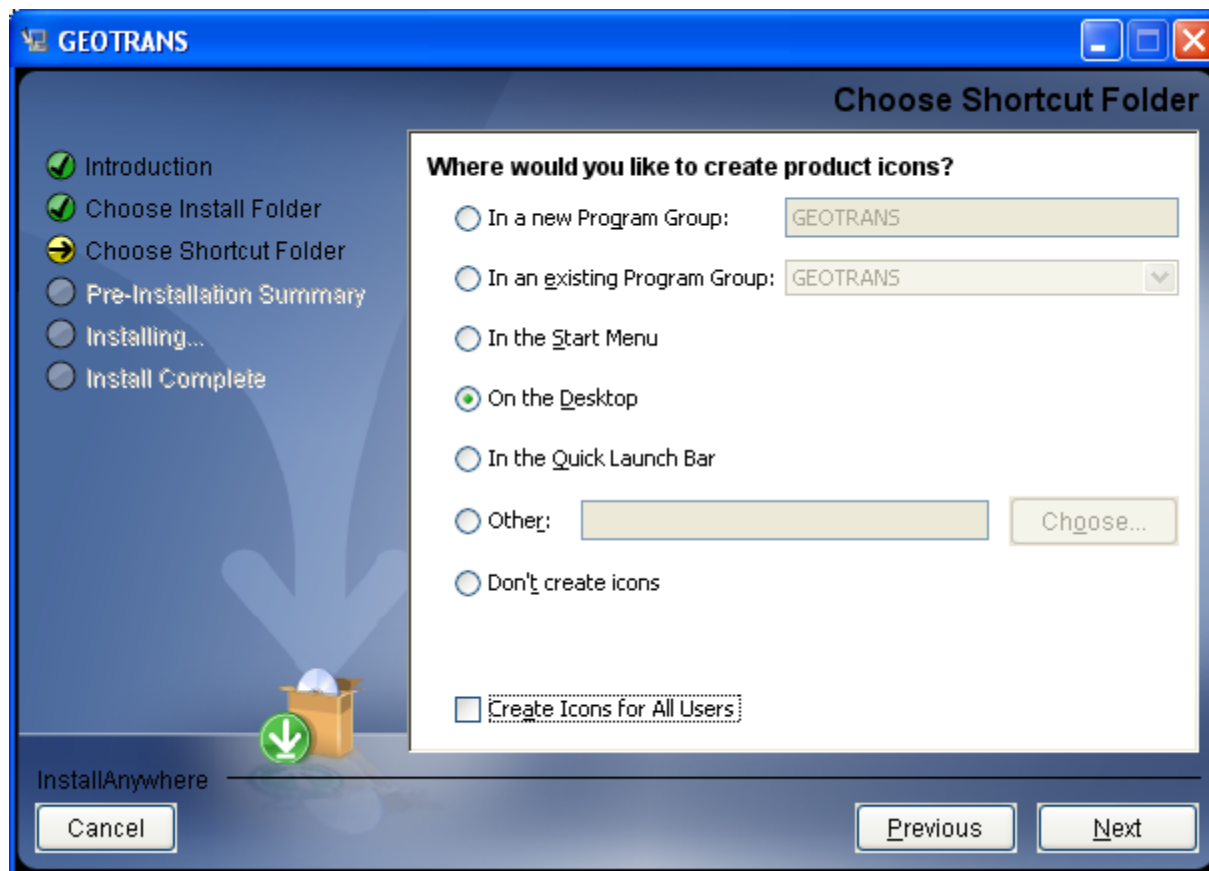 GEOTRANS
Choose Shortcut Folder
Introduction
Choose Install Folder
Choose Shortcut Folder
Pre-Installation Summary
Installing...
Install Complete
Where would you like to create product icons?
In a new Program Group: GEOTRANS
In an existing Program Group: GEOTRANS
In the Start Menu
On the Desktop
In the Quick Launch Bar
Other: Choose...
Don't create icons
Create Icons for All Users
InstallAnywhere
Cancel Previous Next